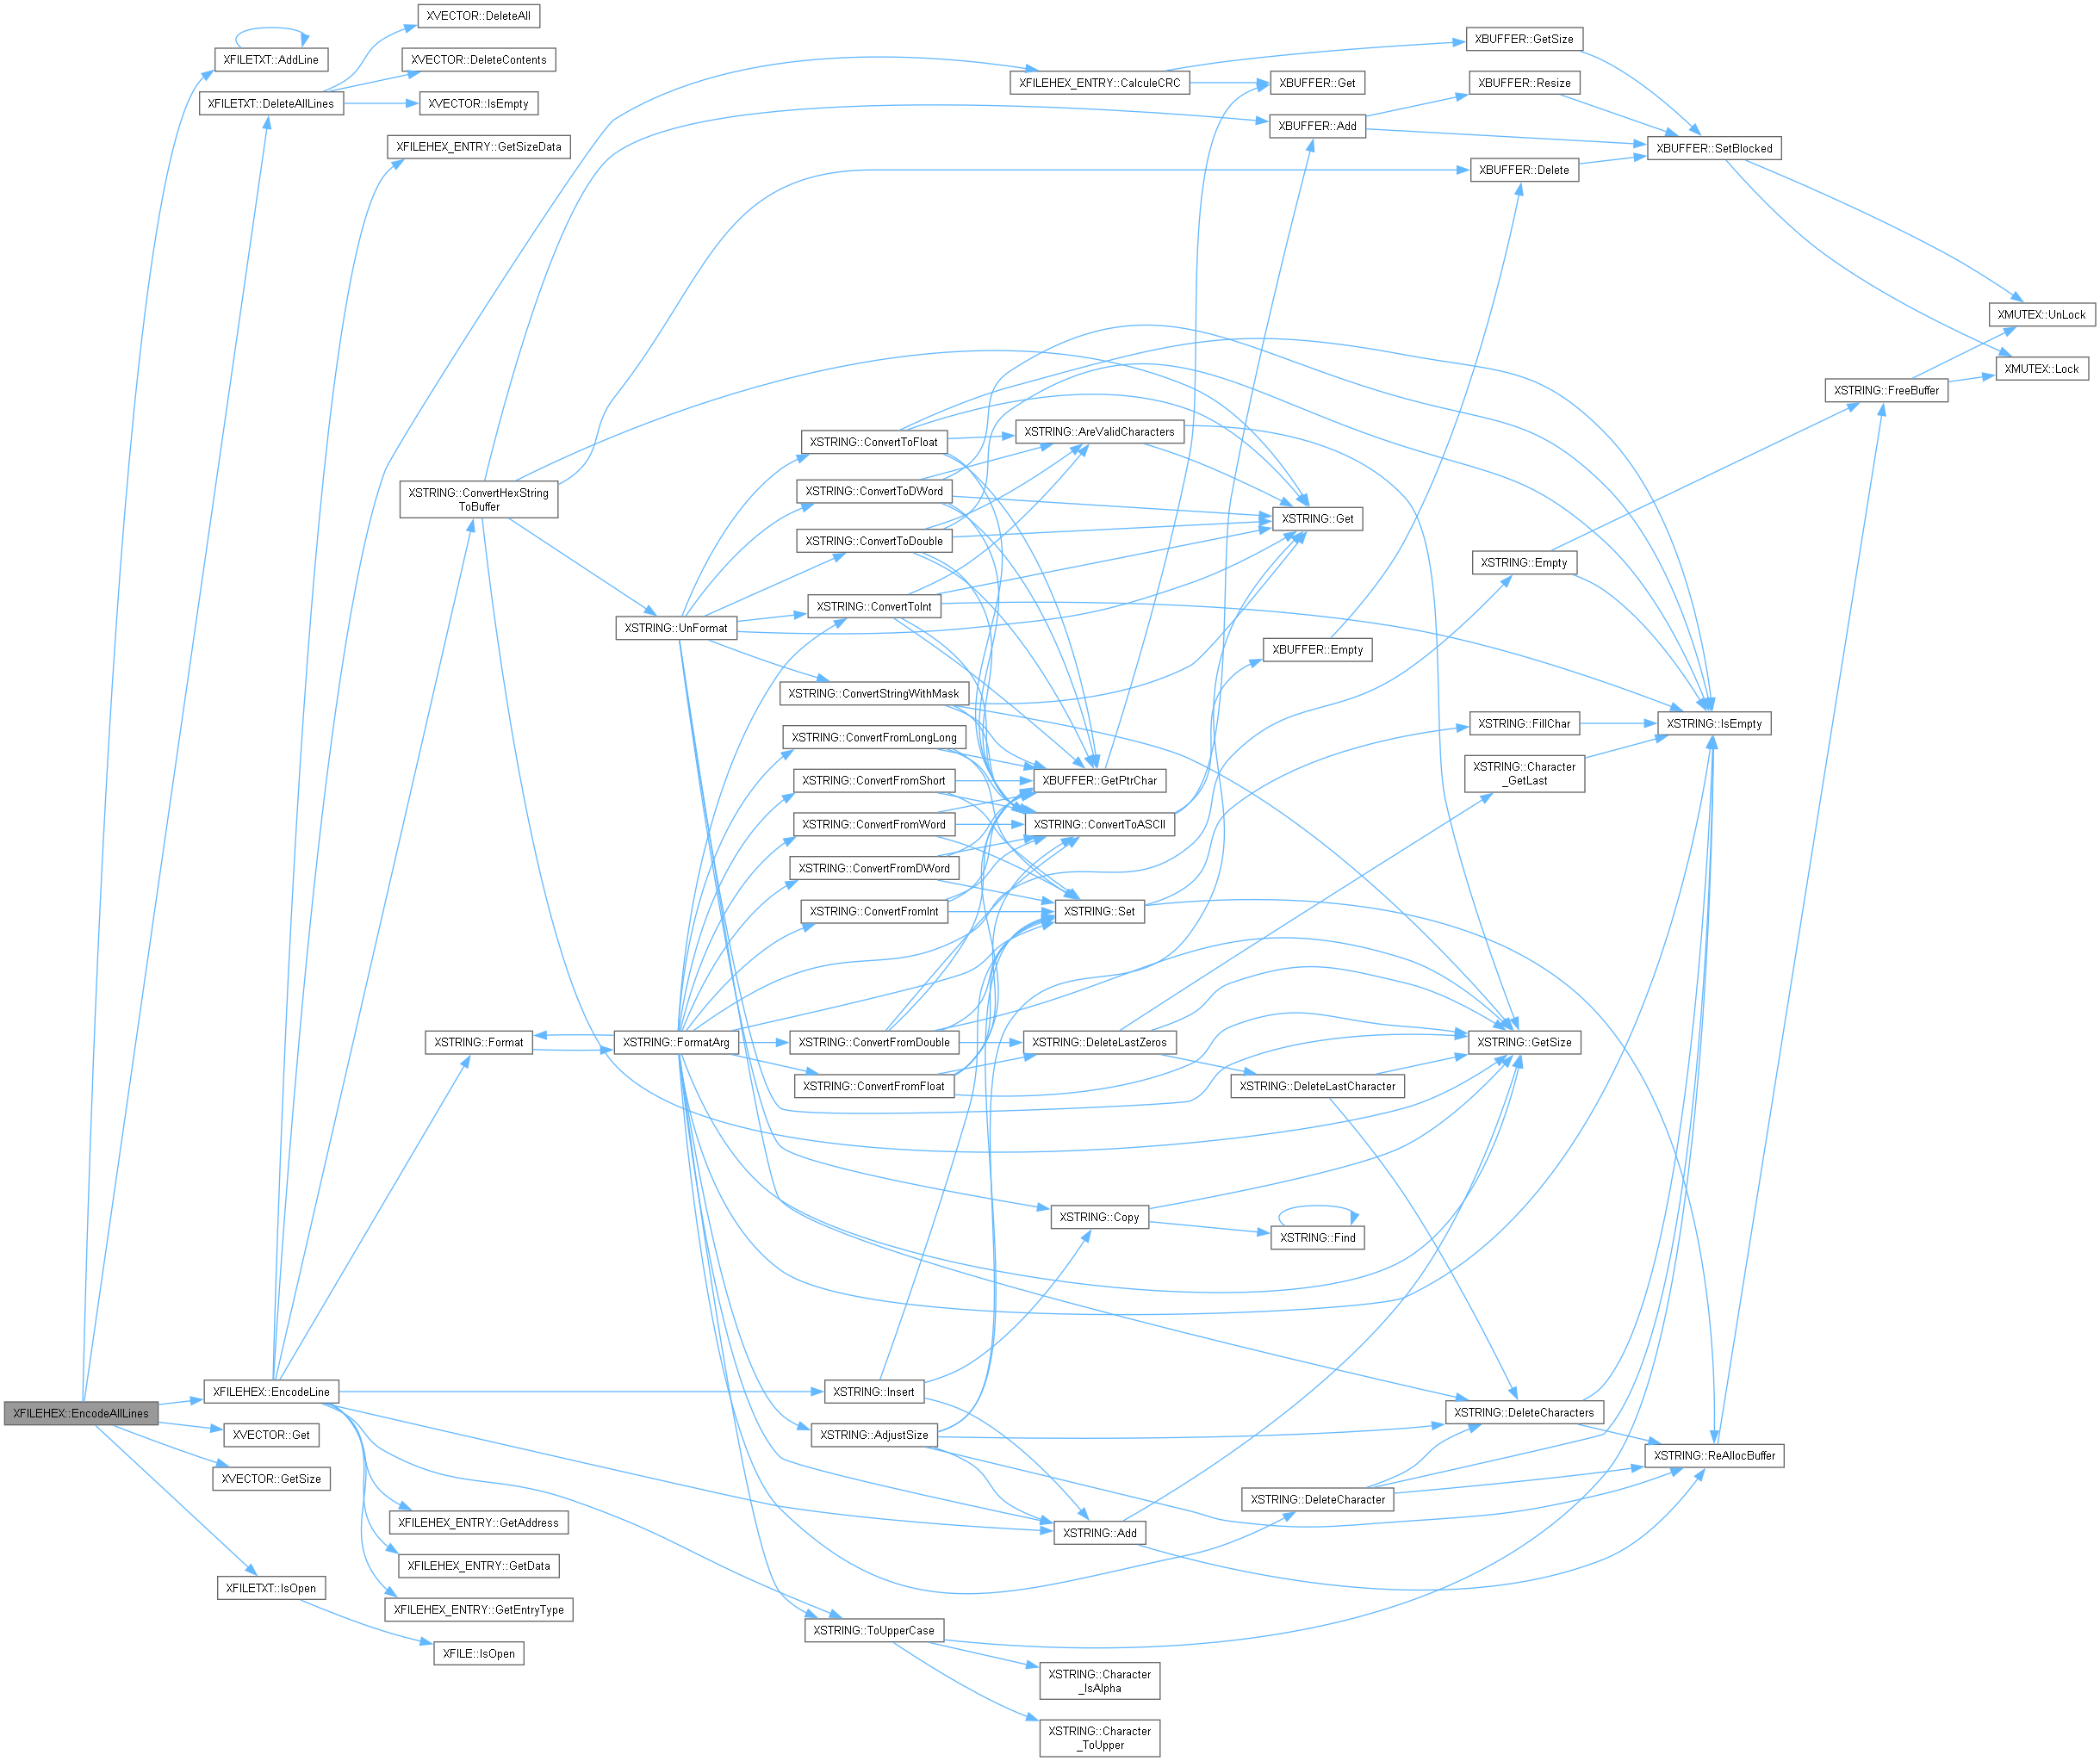 XFILEHEX::EncodeAllLines
XFILETXT::AddLine
XFILETXT::DeleteAllLines
XFILEHEX::EncodeLine
XVECTOR::Get
XVECTOR::GetSize
XFILETXT::IsOpen
XVECTOR::DeleteAll
XVECTOR::DeleteContents
XVECTOR::IsEmpty
XFILEHEX_ENTRY::GetSizeData
XSTRING::ConvertHexString
ToBuffer
XSTRING::Format
XFILEHEX_ENTRY::GetAddress
XFILEHEX_ENTRY::GetData
XFILEHEX_ENTRY::GetEntryType
XFILE::IsOpen
XSTRING::UnFormat
XSTRING::FormatArg
XSTRING::ConvertToFloat
XSTRING::ConvertToDWord
XSTRING::ConvertToDouble
XSTRING::ConvertToInt
XSTRING::ConvertStringWithMask
XSTRING::ConvertFromLongLong
XSTRING::ConvertFromShort
XSTRING::ConvertFromWord
XSTRING::ConvertFromDWord
XSTRING::ConvertFromInt
XSTRING::ConvertFromDouble
XSTRING::ConvertFromFloat
XSTRING::Insert
XSTRING::AdjustSize
XSTRING::ToUpperCase
XFILEHEX_ENTRY::CalculeCRC
XSTRING::AreValidCharacters
XBUFFER::GetPtrChar
XSTRING::ConvertToASCII
XSTRING::Set
XSTRING::DeleteLastZeros
XSTRING::Copy
XSTRING::Add
XSTRING::Character
_IsAlpha
XSTRING::Character
_ToUpper
XBUFFER::Get
XBUFFER::Add
XSTRING::Get
XBUFFER::Empty
XSTRING::DeleteLastCharacter
XSTRING::Find
XSTRING::DeleteCharacter
XBUFFER::GetSize
XBUFFER::Resize
XBUFFER::Delete
XSTRING::Empty
XSTRING::FillChar
XSTRING::Character
_GetLast
XSTRING::GetSize
XSTRING::DeleteCharacters
XBUFFER::SetBlocked
XSTRING::IsEmpty
XSTRING::ReAllocBuffer
XSTRING::FreeBuffer
XMUTEX::UnLock
XMUTEX::Lock